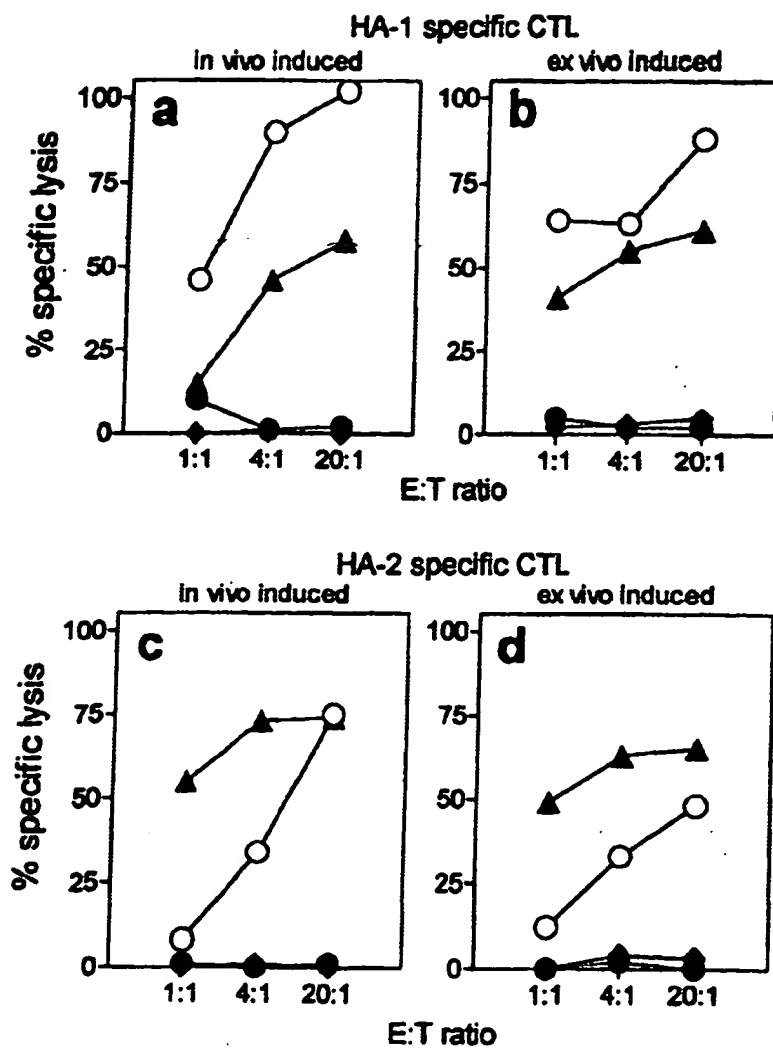 HA-1 specific CTL
in vivo induced
ex vivo induced
a
b
% specific lysis
100
75
50
25
0
1:1 4:1 20:1
1:1 4:1 20:1
100
75
50
25
0
E:T ratio
HA-2 specific CTL
in vivo induced
ex vivo induced
c
d
% specific lysis
100
75
50
25
0
1:1 4:1 20:1
100
75
50
25
0
1:1 4:1 20:1
E:T ratio